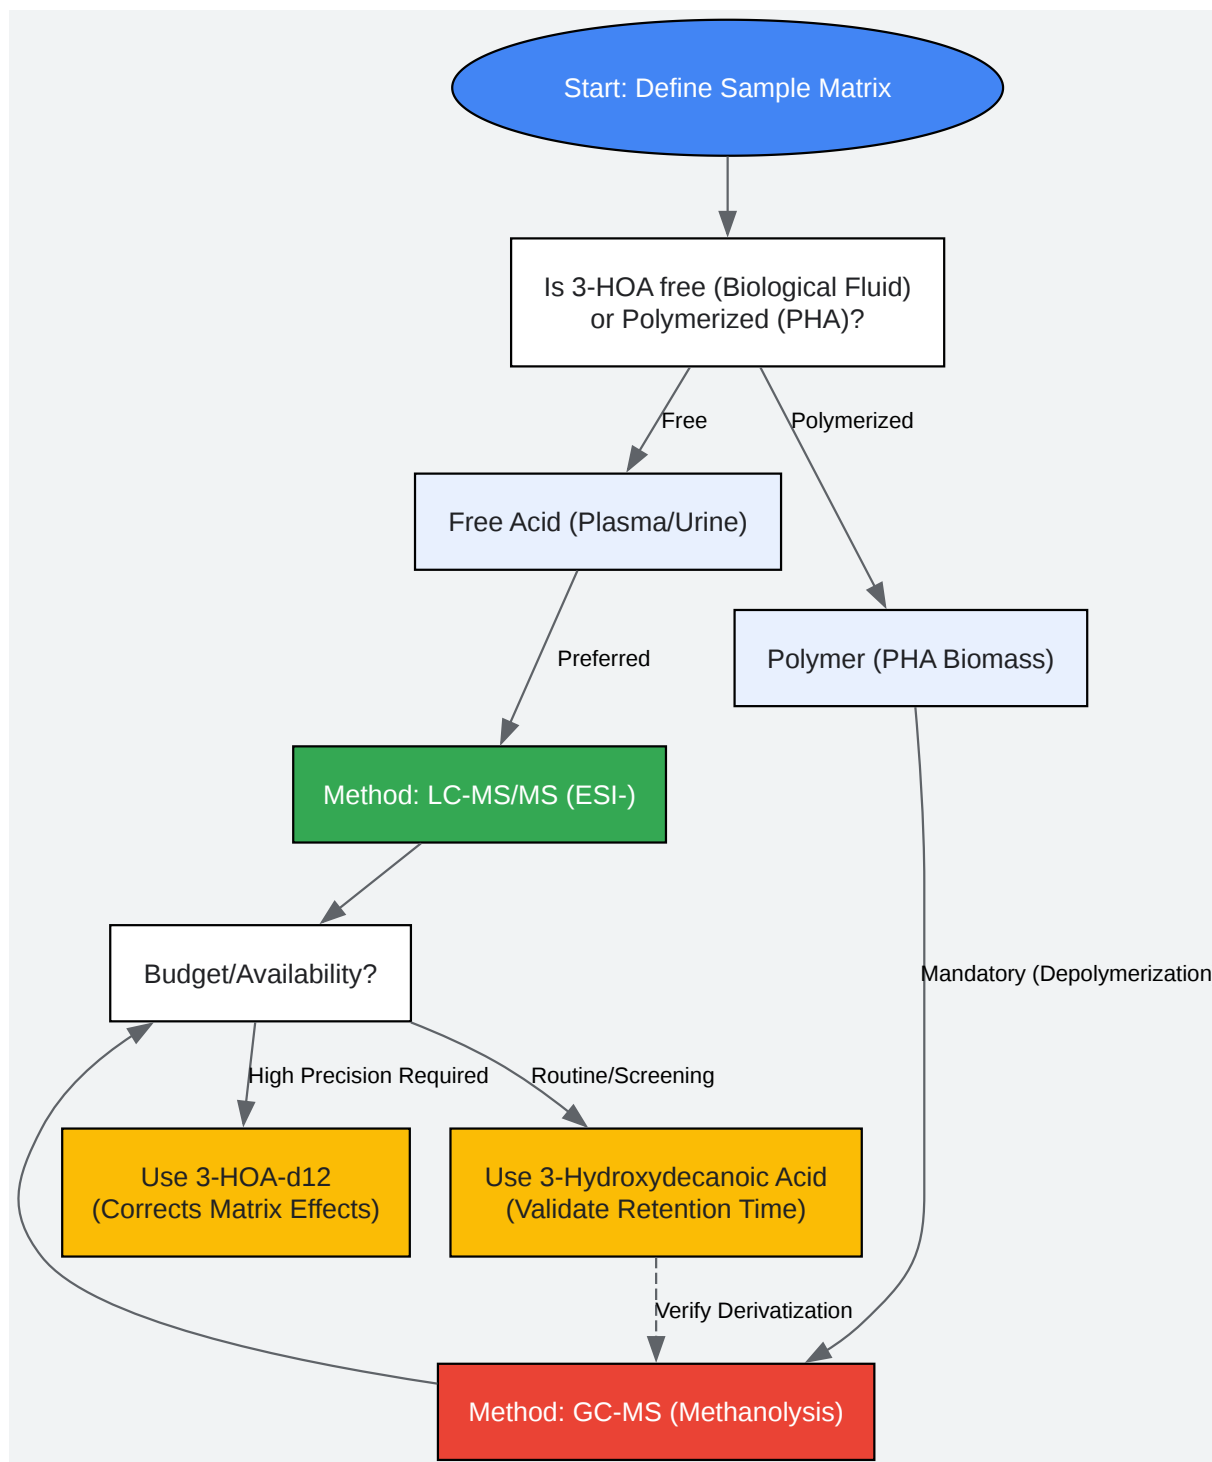 Start: Define Sample Matrix
Is 3-HOA free (Biological Fluid)
or Polymerized (PHA)?
Free
Polymerized
Free Acid (Plasma/Urine)
Preferred
Polymer (PHA Biomass)
Method: LC-MS/MS (ESI-)
Budget/Availability?
Mandatory (Depolymerization
High Precision Required
Routine/Screening
Use 3-HOA-d12
(Corrects Matrix Effects)
Use 3-Hydroxydecanoic Acid
(Validate Retention Time)
Verify Derivatization
Method: GC-MS (Methanolysis)